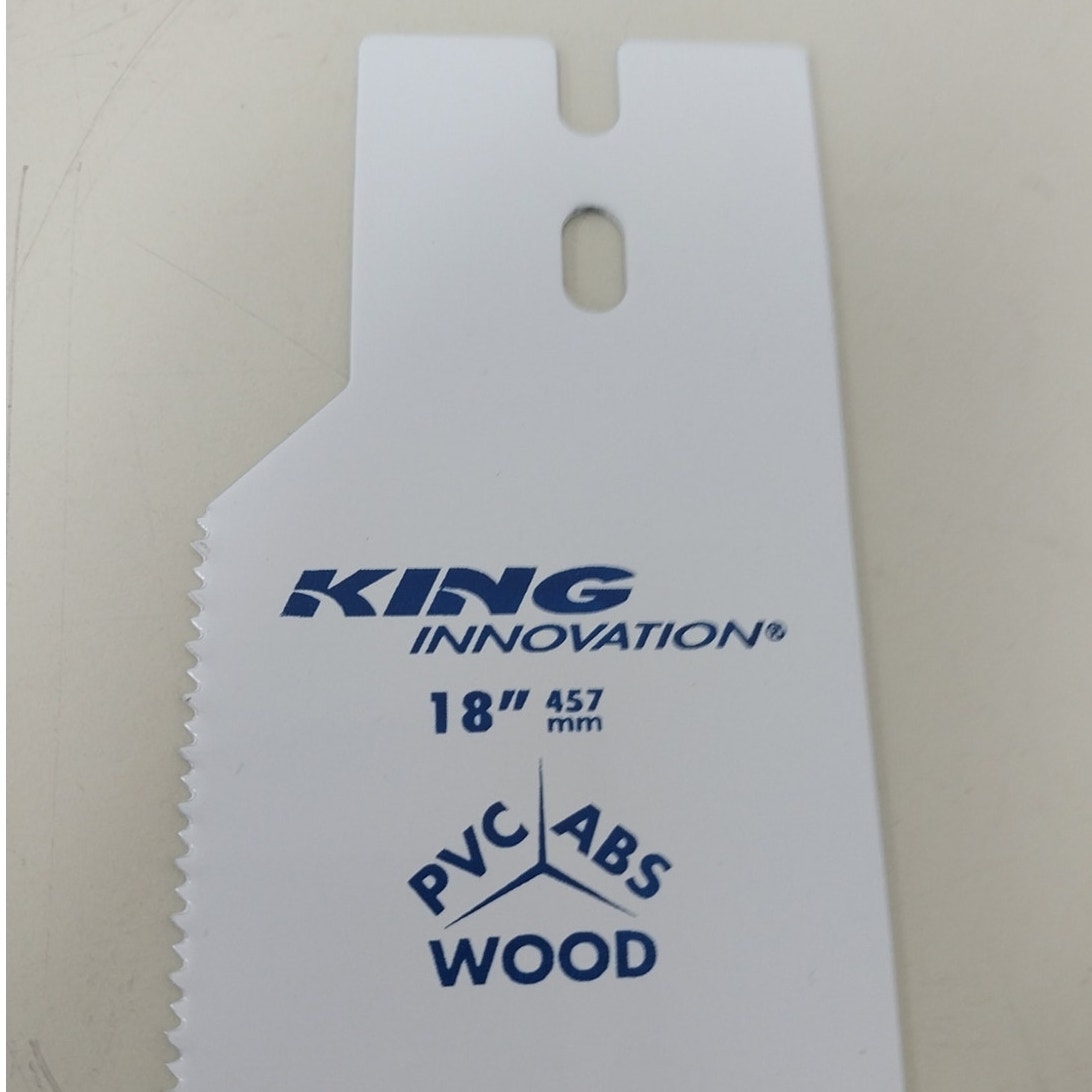 KING
INNOVATION®
18" 457
mm
PVC ABS
WOOD